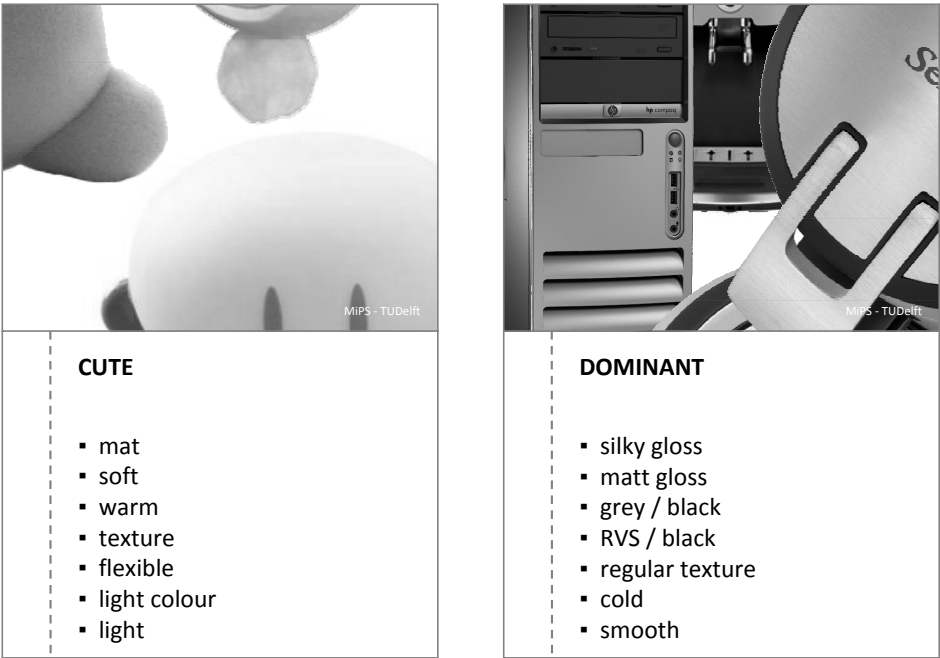 MiPS - TUDelft
CUTE
▪ mat
▪ soft
▪ warm
▪ texture
▪ flexible
▪ light colour
▪ light
hp compaq
MiPS - TUDelft
DOMINANT
▪ silky gloss
▪ matt gloss
▪ grey / black
▪ RVS / black
▪ regular texture
▪ cold
▪ smooth